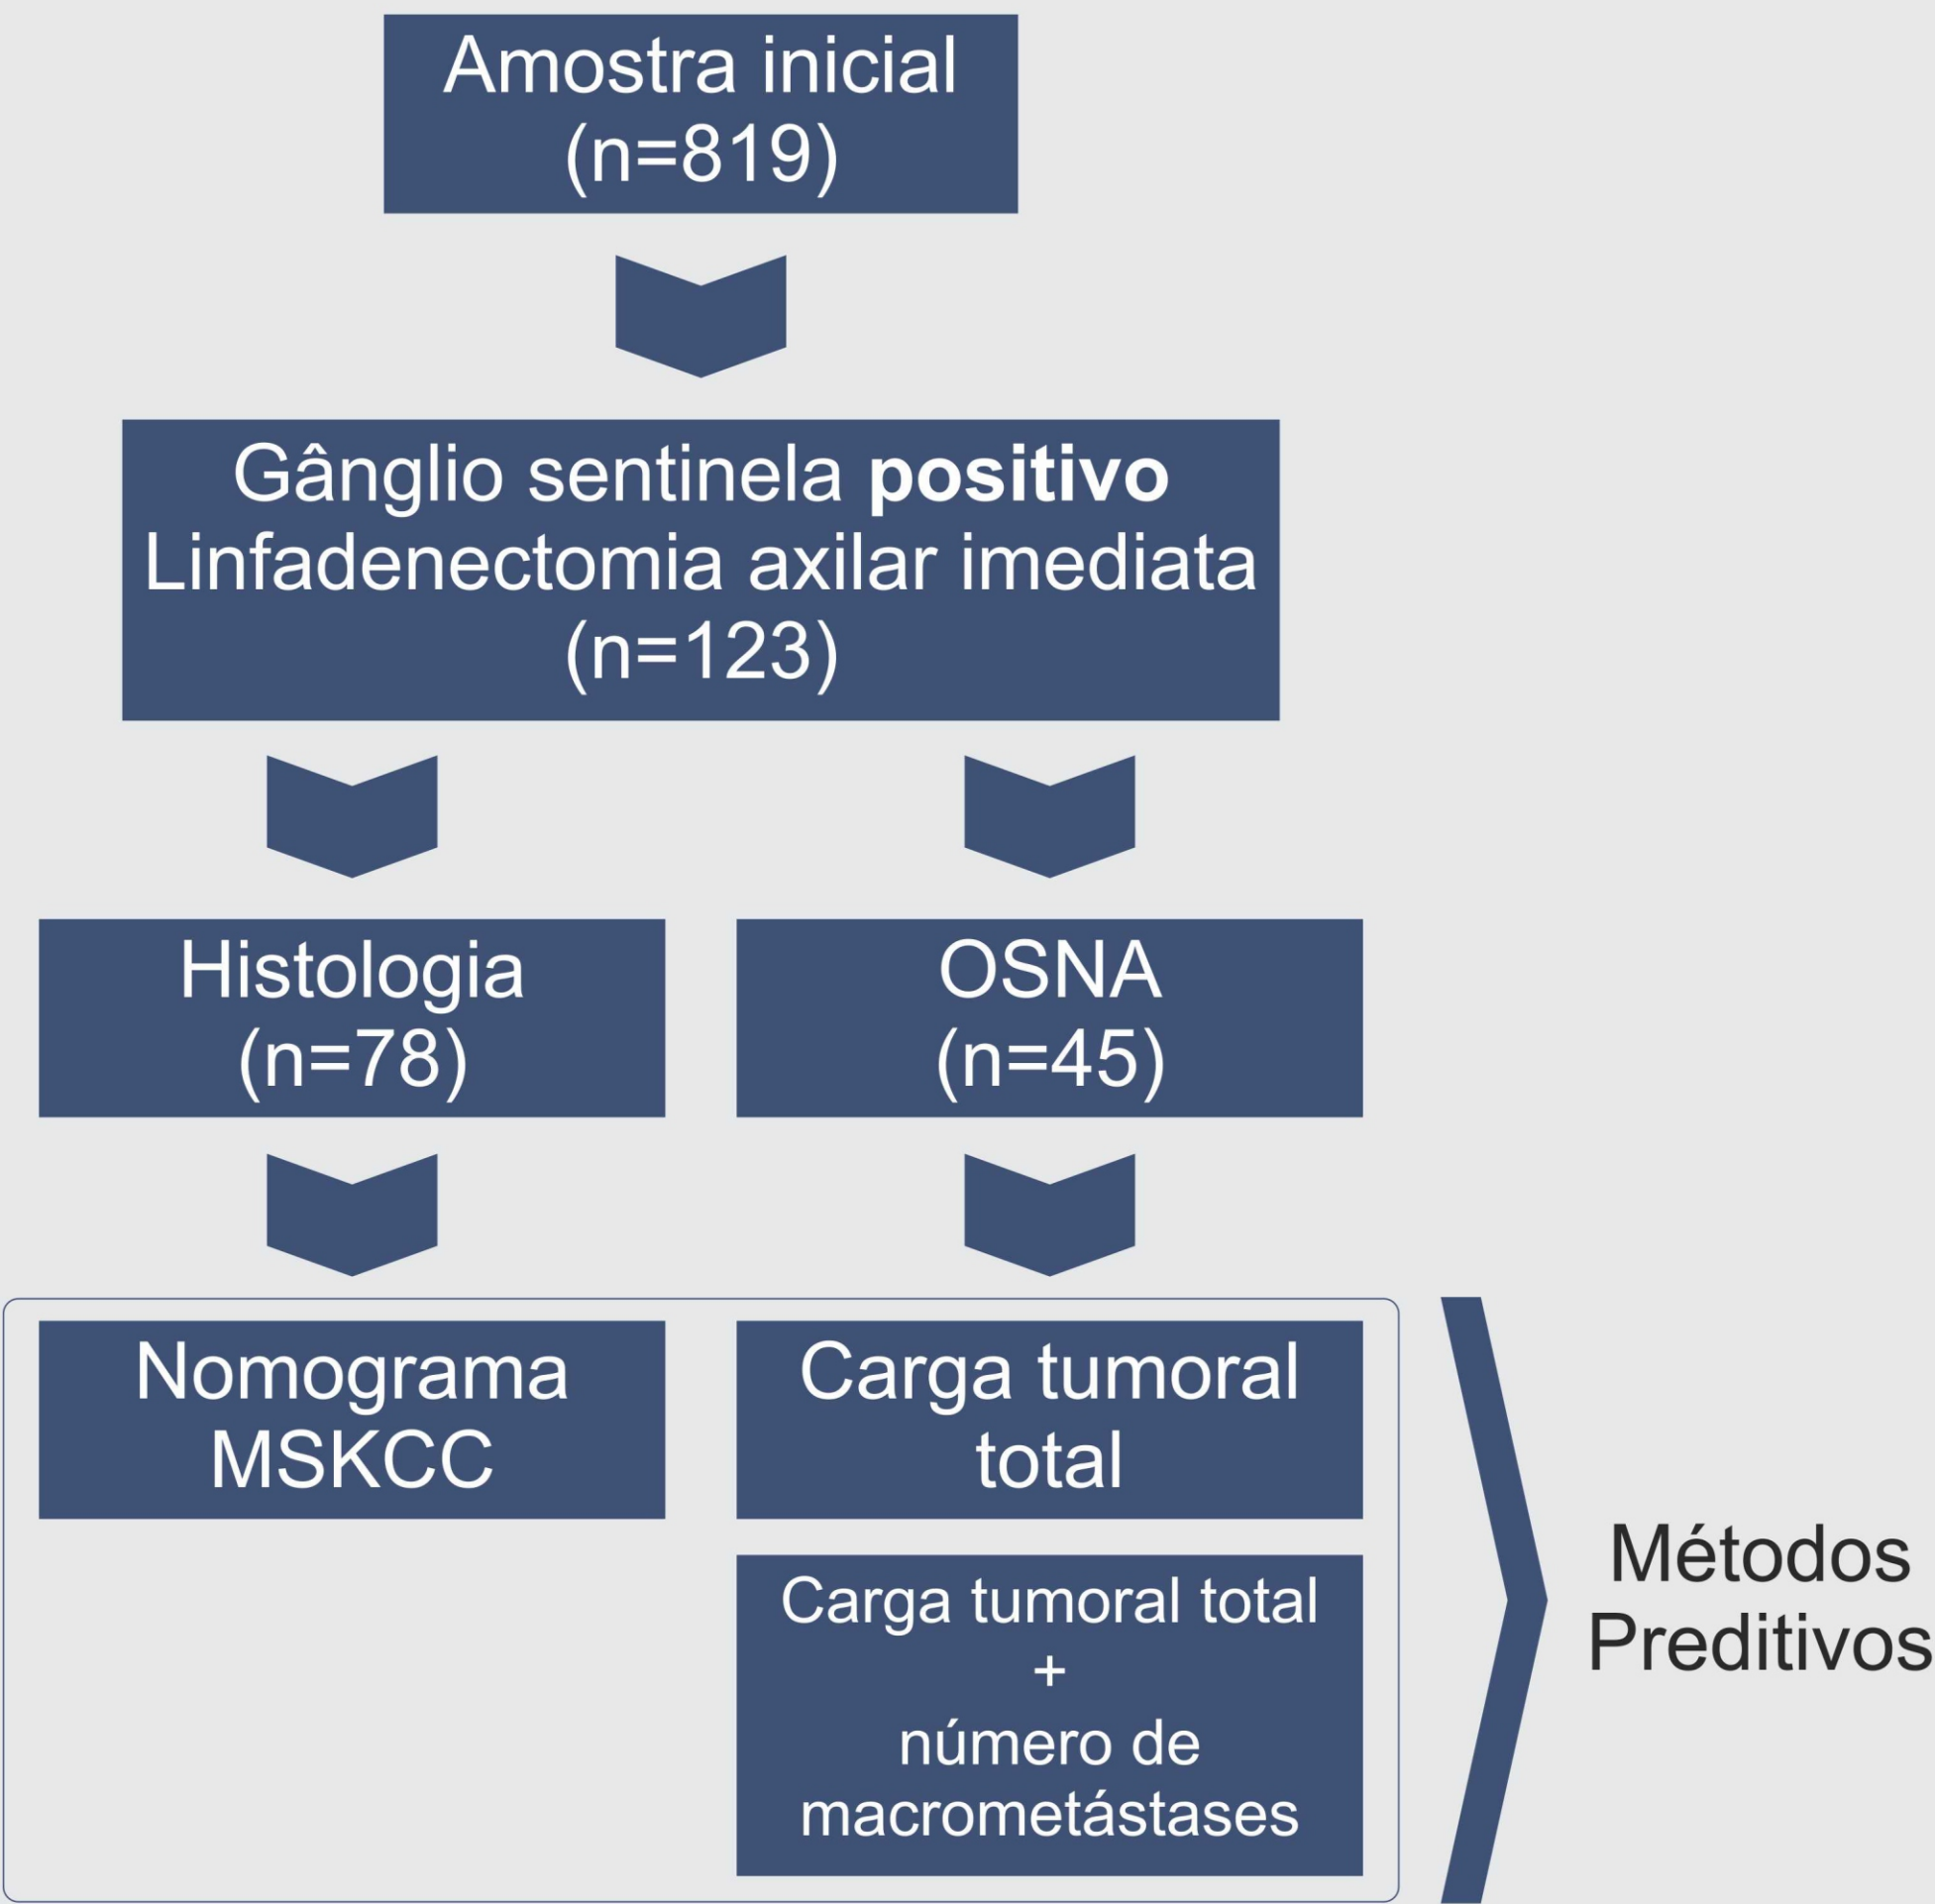 Amostra inicial
(n=819)
Gânglio sentinela positivo
Linfadenectomia axilar imediata
(n=123)
Histologia
(n=78)
OSNA
(n=45)
Nomograma
MSKCC
Carga tumoral
total
Carga tumoral total
+
número de
macrometástases
Métodos
Preditivos